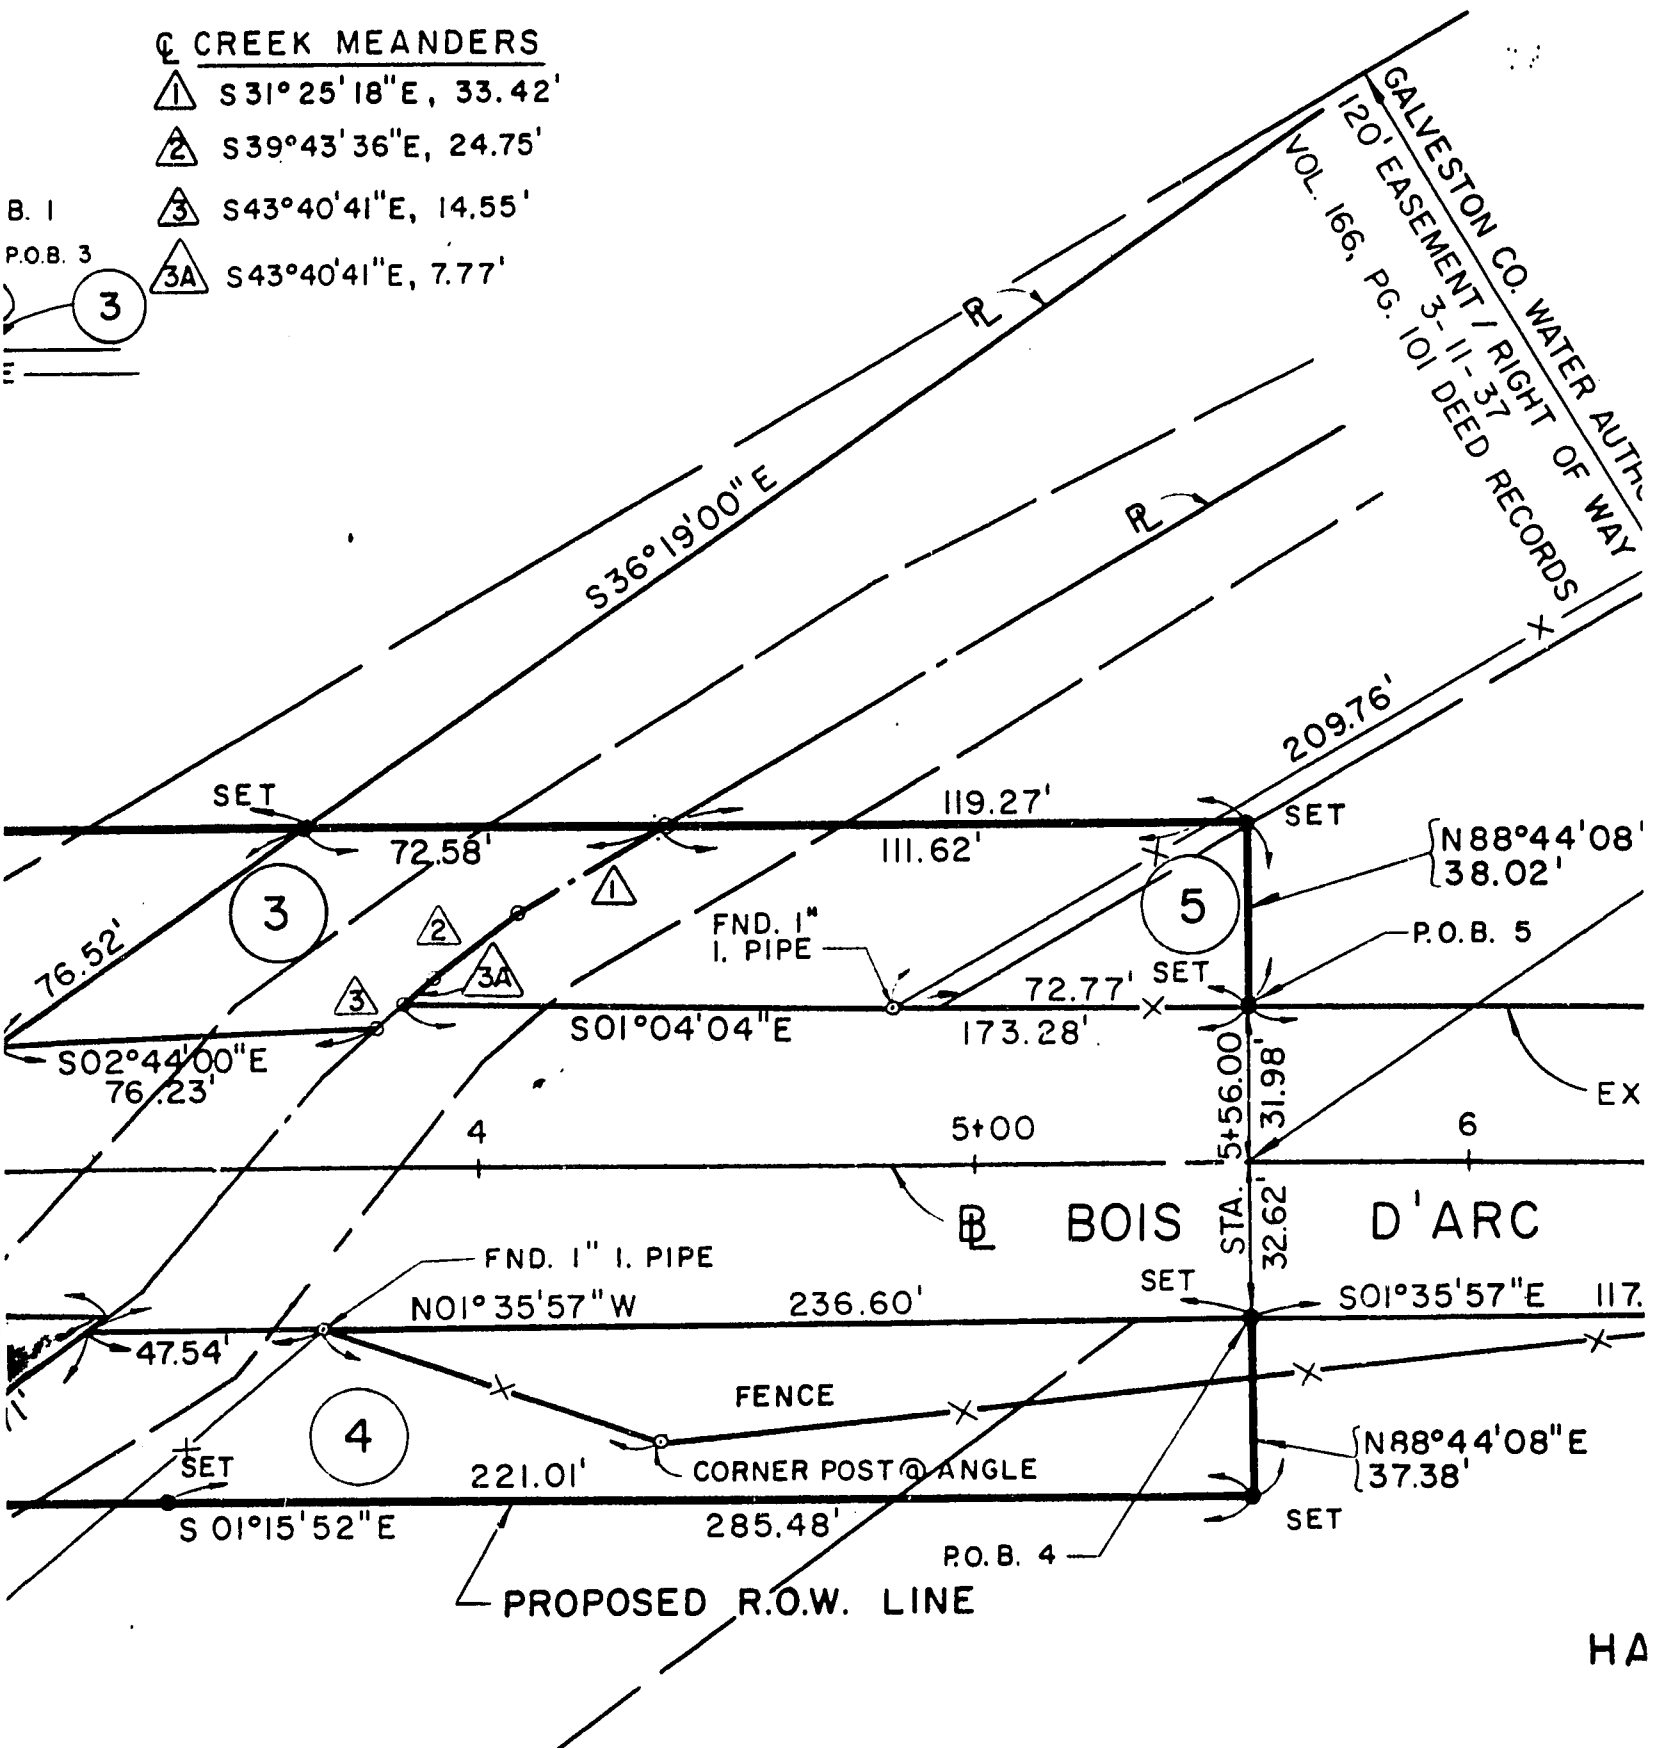 ℄ CREEK MEANDERS
1 S31°25'18"E, 33.42'
2 S39°43'36"E, 24.75'
3 S43°40'41"E, 14.55'
3A S43°40'41"E, 7.77'
B. 1
P.O.B. 3
3
E
GALVESTON CO. WATER AUTHO
120' EASEMENT / RIGHT OF WAY
3-11-37
VOL. 166, PG. 101 DEED RECORDS
PL
PL
S36°19'00"E
209.76'
SET
119.27'
SET
72.58'
111.62'
N88°44'08"
38.02'
1
3
5
2
FND. 1"
I. PIPE
P.O.B. 5
76.52'
3A
3
SET
72.77'
S01°04'04"E
173.28'
S02°44'00"E
76.23'
STA. 5+56.00
31.98'
EX
4
5+00
6
BL BOIS D'ARC
32.62'
FND. 1" I. PIPE
SET
N01°35'57"W
236.60'
S01°35'57"E
117.
47.54'
FENCE
4
SET
221.01'
CORNER POST @ ANGLE
N88°44'08"E
37.38'
S 01°15'52"E
285.48'
SET
P.O.B. 4
PROPOSED R.O.W. LINE
HA